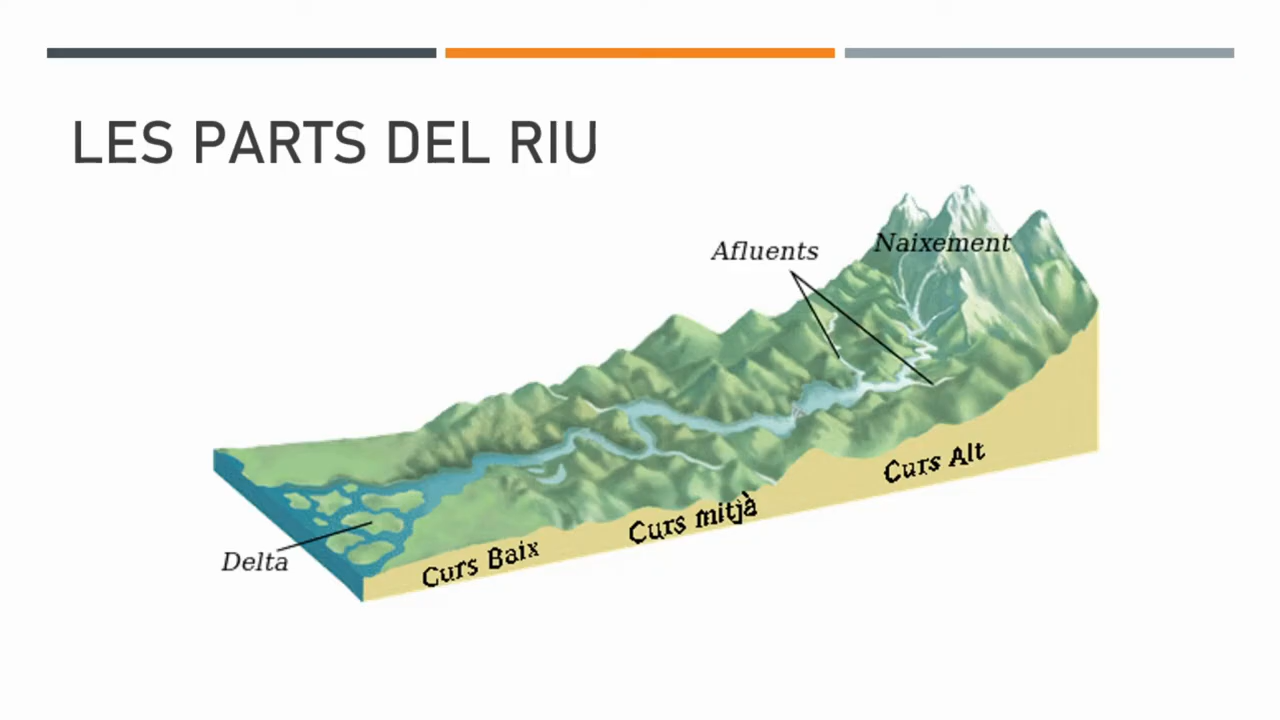 LES PARTS DEL RIU
Afluents
Naixement
Curs Alt
Curs mitjà
Curs Baix
Delta